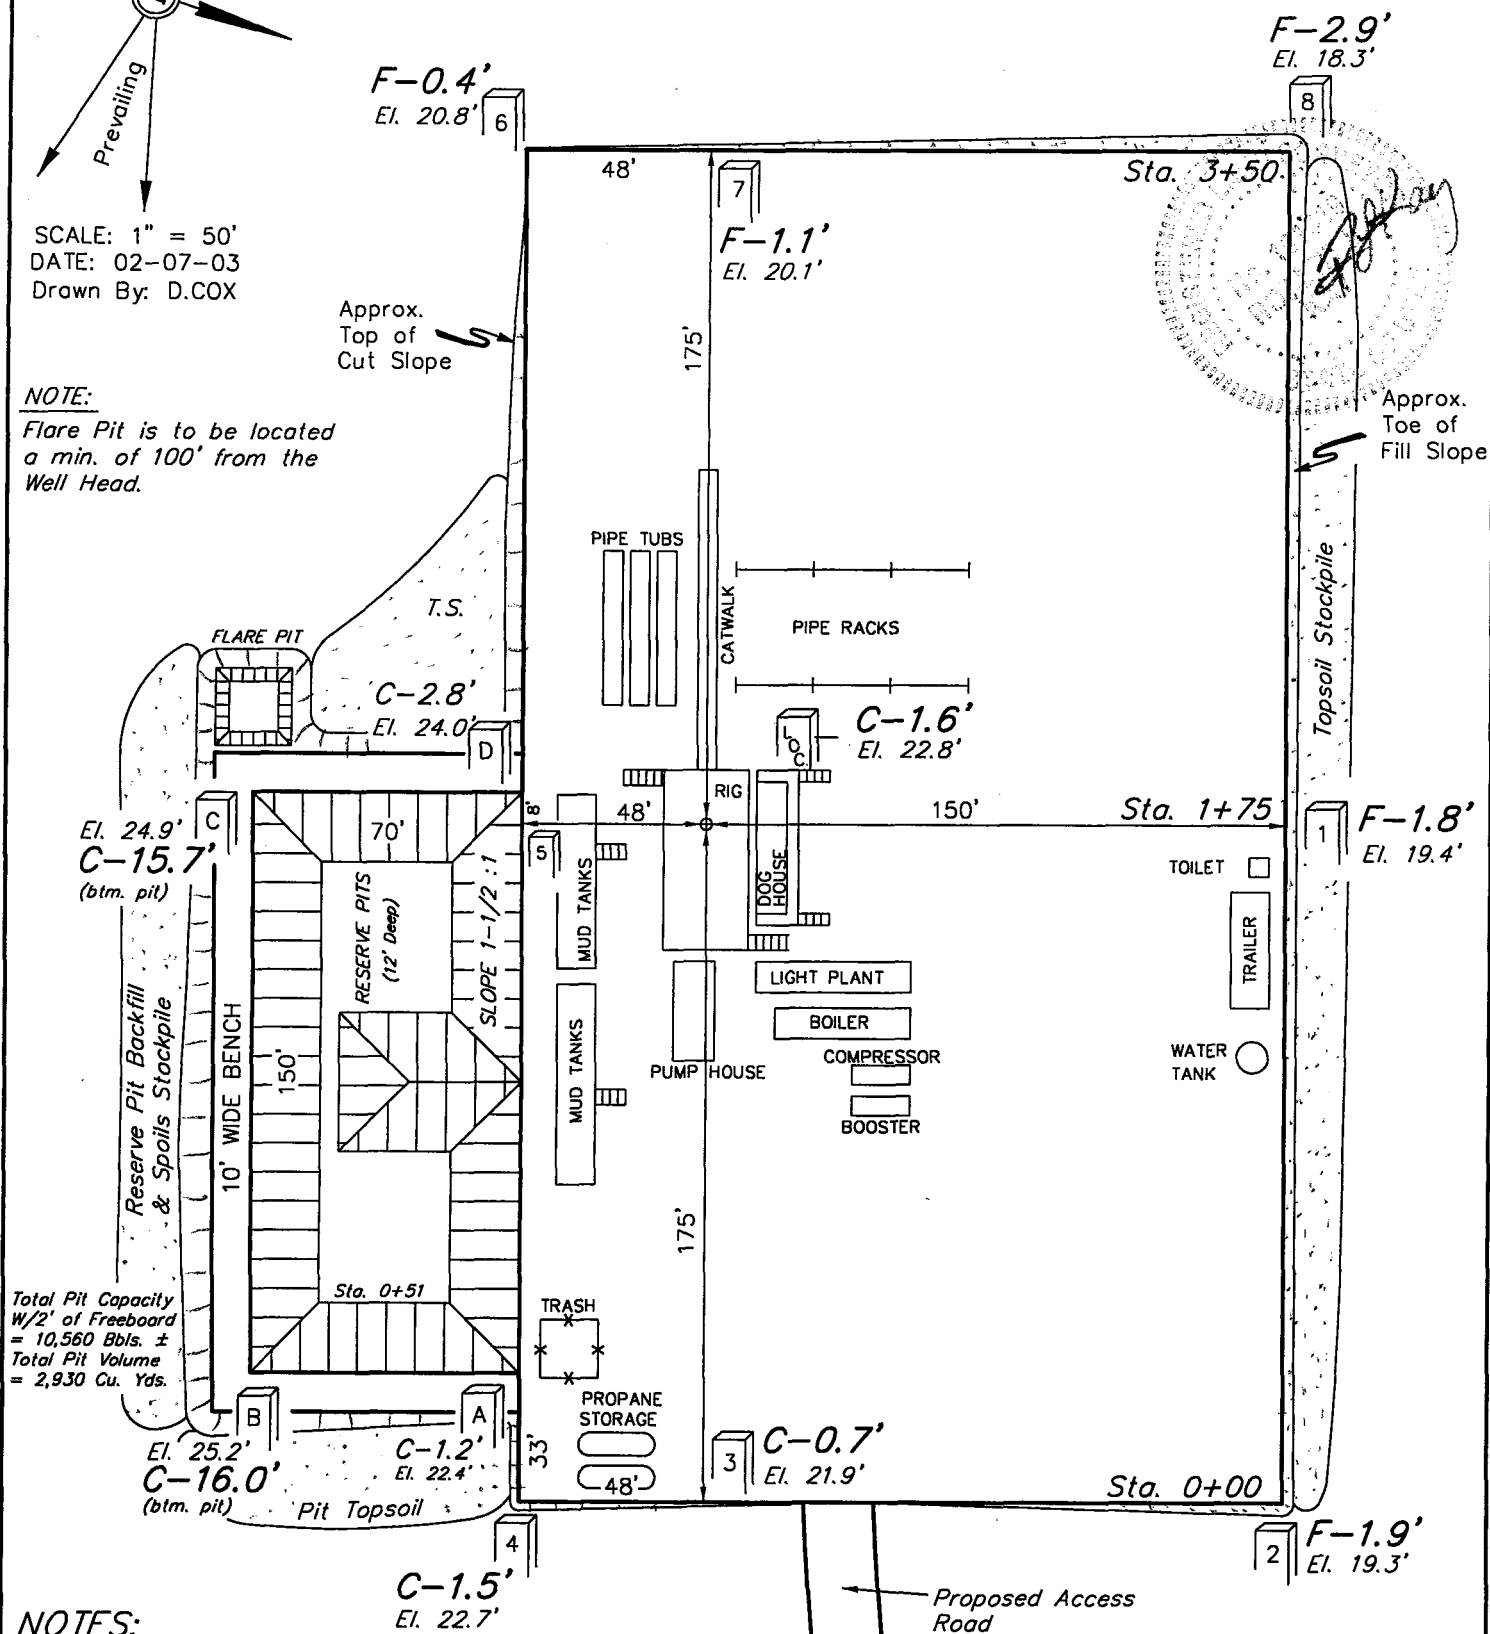 Prevailing
SCALE: 1" = 50'
DATE: 02-07-03
Drawn By: D.COX
NOTE:
Flare Pit is to be located
a min. of 100' from the
Well Head.
F-0.4'
El. 20.8'
6
F-2.9'
El. 18.3'
8
48'
7
Sta. 3+50
F-1.1'
El. 20.1'
Approx.
Top of
Cut Slope
175'
Approx.
Toe of
Fill Slope
Topsoil Stockpile
PIPE TUBS
CATWALK
PIPE RACKS
T.S.
FLARE PIT
C-2.8'
El. 24.0'
D
LOC.
C-1.6'
El. 22.8'
RIG
C
El. 24.9'
C-15.7'
(btm. pit)
70'
8'
48'
150'
Sta. 1+75
1
F-1.8'
El. 19.4'
5
MUD TANKS
DOG
HOUSE
TOILET
TRAILER
RESERVE PITS
(12' Deep)
SLOPE 1-1/2 :1
LIGHT PLANT
BOILER
Reserve Pit Backfill
& Spoils Stockpile
10' WIDE BENCH
150'
MUD TANKS
PUMP HOUSE
COMPRESSOR
BOOSTER
WATER
TANK
175'
Sta. 0+51
Total Pit Capacity
W/2' of Freeboard
= 10,560 Bbls. ±
Total Pit Volume
= 2,930 Cu. Yds.
TRASH
PROPANE
STORAGE
48'
33'
B
El. 25.2'
C-16.0'
(btm. pit)
A
C-1.2'
El. 22.4'
Pit Topsoil
3
C-0.7'
El. 21.9'
Sta. 0+00
4
C-1.5'
El. 22.7'
2
F-1.9'
El. 19.3'
Proposed Access
Road
NOTES: